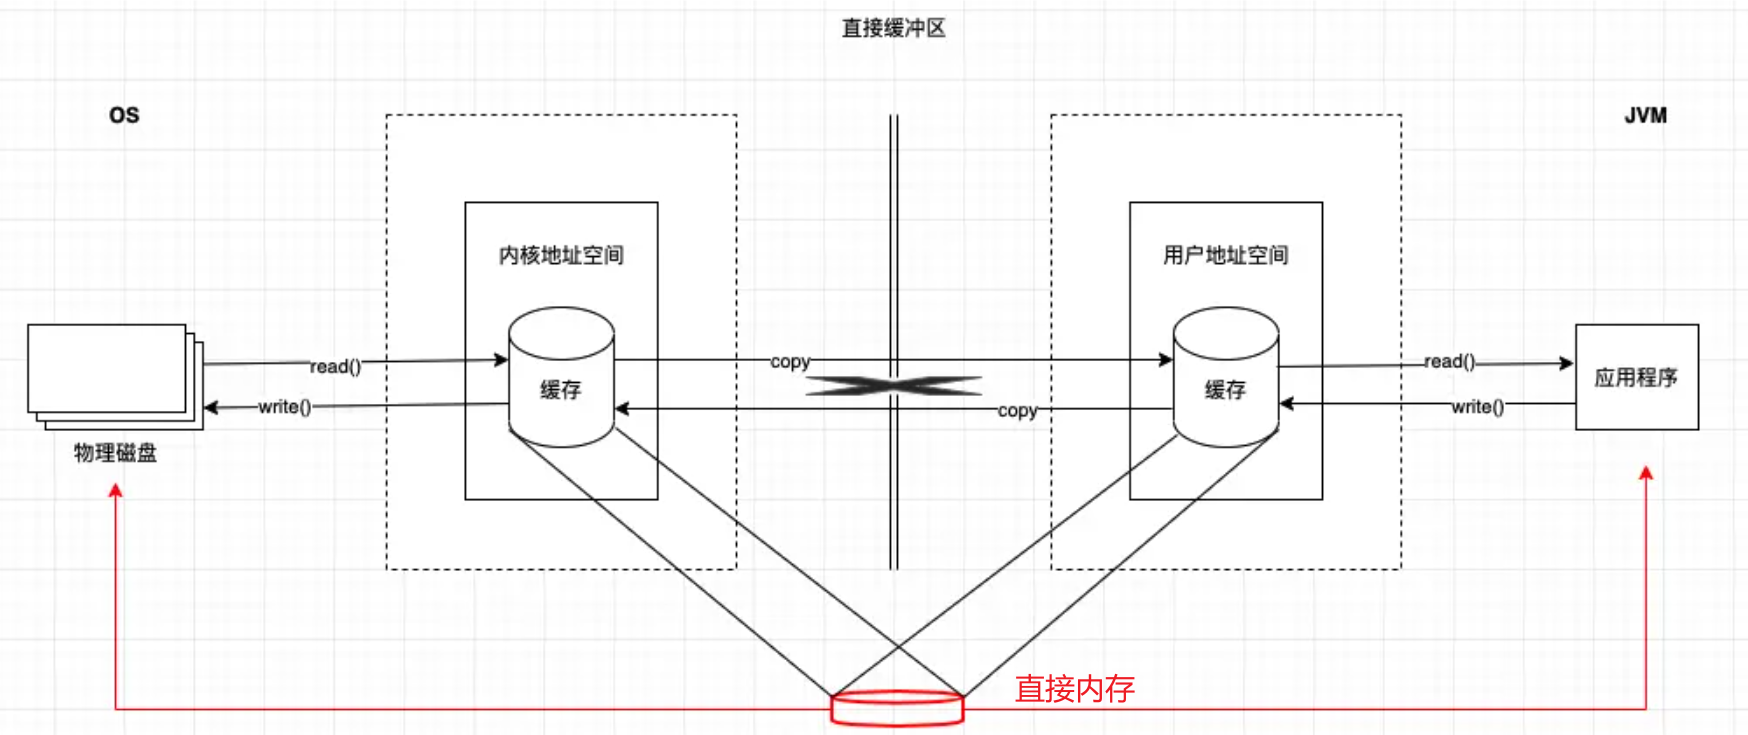 直接缓冲区
OS
JVM
内核地址空间
用户地址空间
read()
copy
read()
缓存
缓存
应用程序
write()
copy
write()
物理磁盘
直接内存